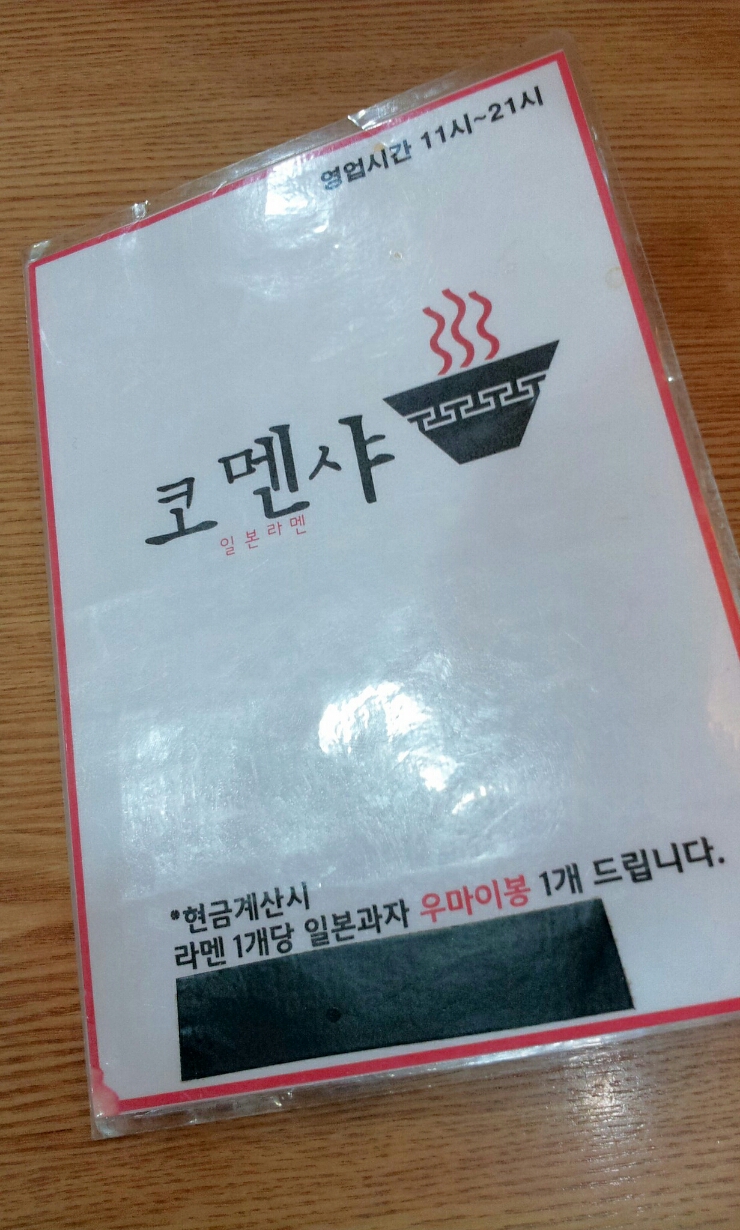 영업시간 11시~21시
코멘샤
일본라멘
*현금계산시
라멘 1개당 일본과자 우마이봉 1개 드립니다.